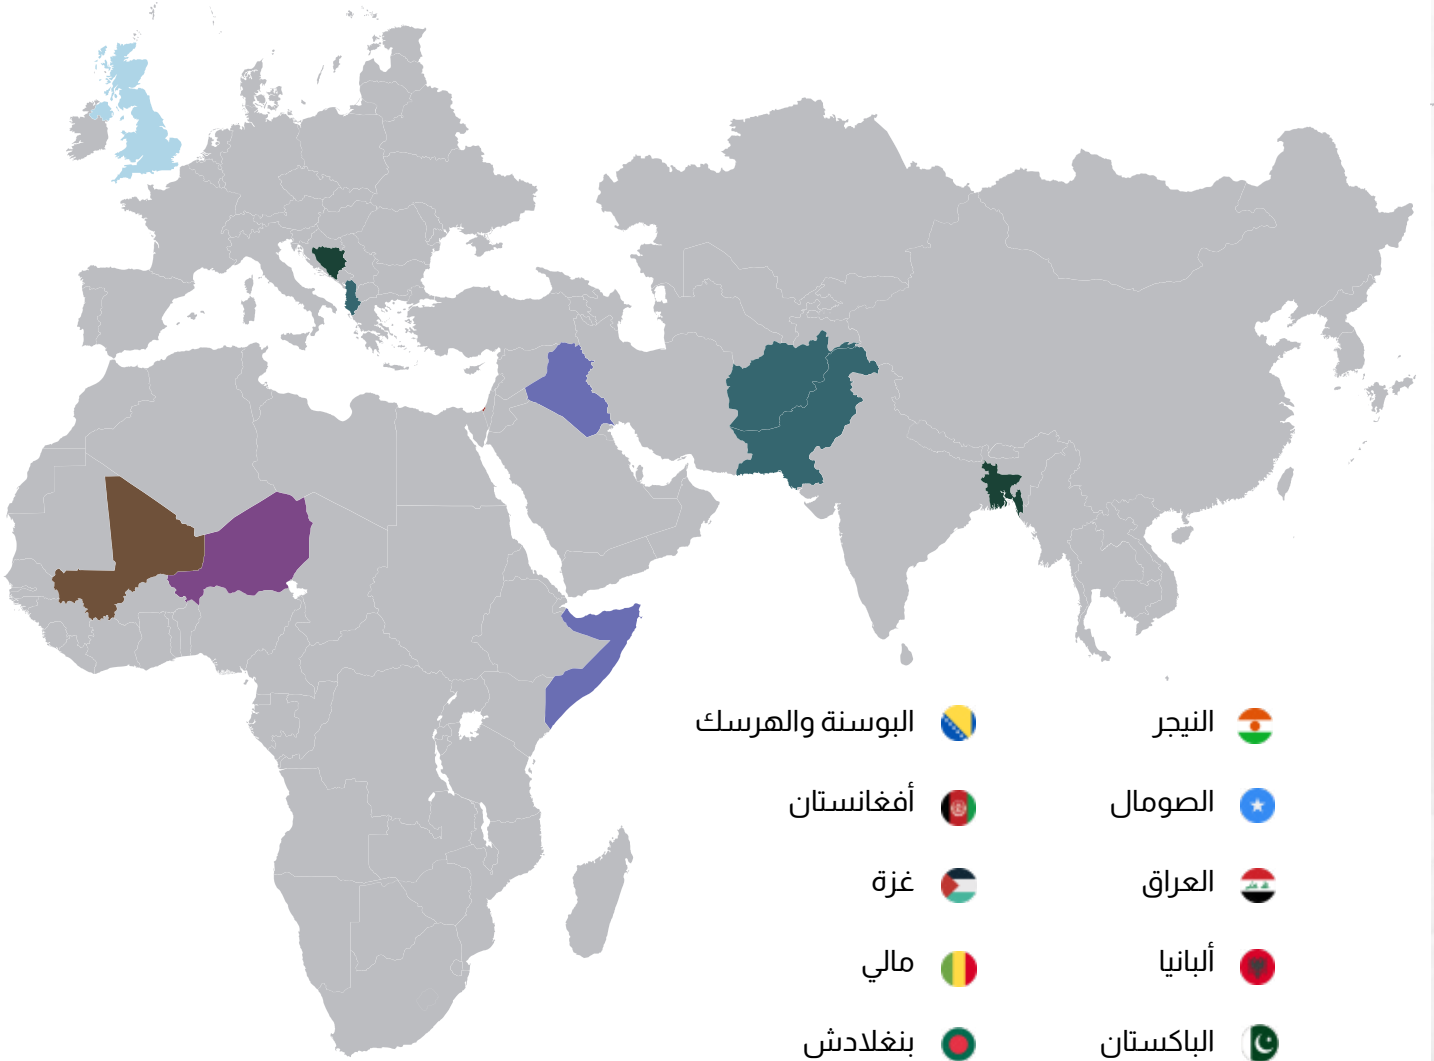 النيجر
البوسنة والهرسك
الصومال
أفغانستان
العراق
غزة
ألبانيا
مالي
الباكستان
بنغلادش